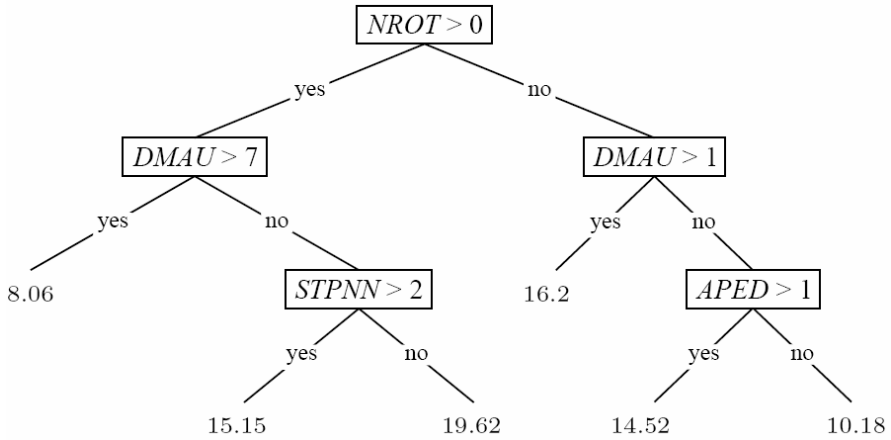 NROT > 0
yes
no
DMAU > 7
DMAU > 1
yes
no
yes
no
8.06
STPNN > 2
16.2
APED > 1
yes
no
yes
no
15.15
19.62
14.52
10.18